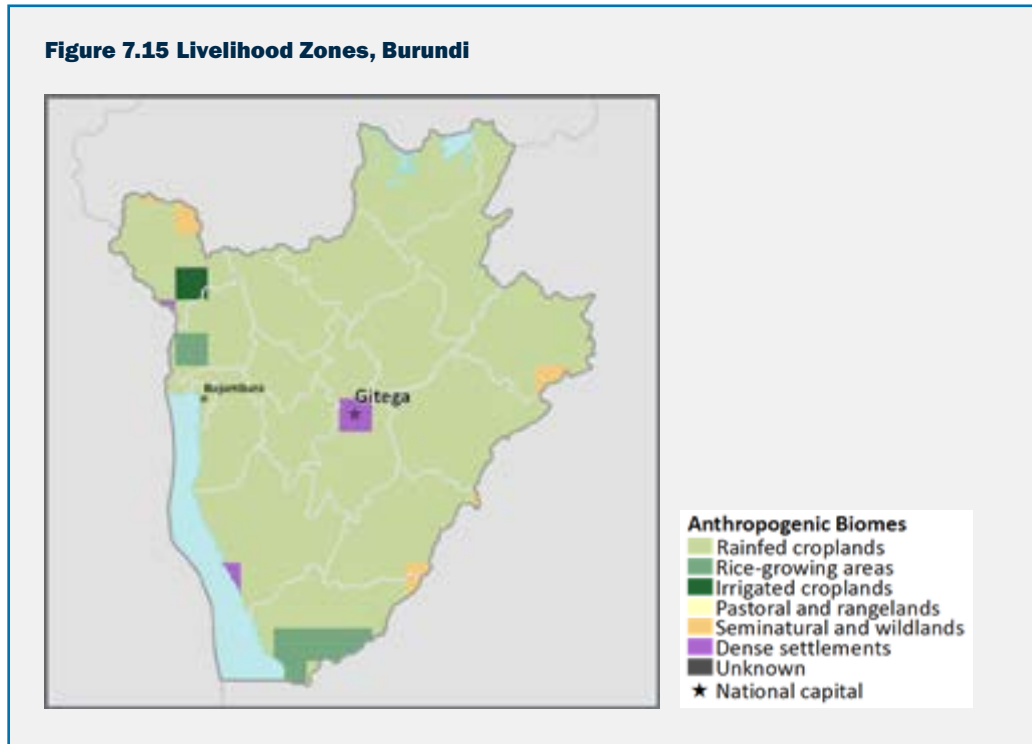 Figure 7.15 Livelihood Zones, Burundi
Bujumbura
Gitega
Anthropogenic Biomes
Rainfed croplands
Rice-growing areas
Irrigated croplands
Pastoral and rangelands
Seminatural and wildlands
Dense settlements
Unknown
★ National capital